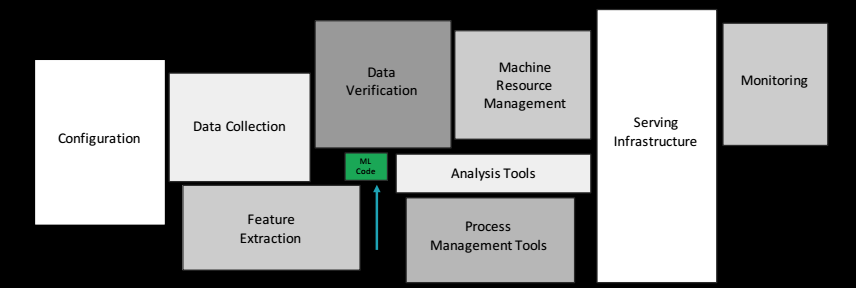 Configuration
Data Collection
Data
Verification
Machine
Resource
Management
Serving
Infrastructure
Monitoring
ML
Code
Analysis Tools
Feature
Extraction
Process
Management Tools